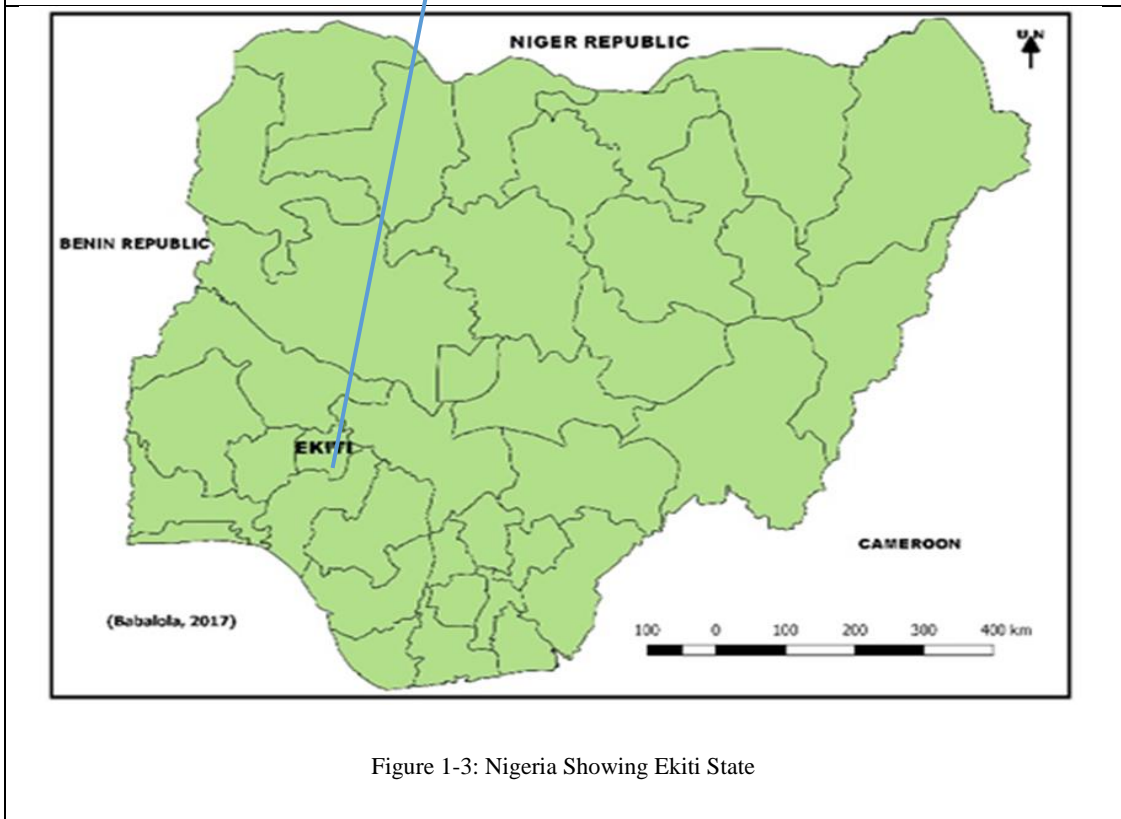 NIGER REPUBLIC
U.N
BENIN REPUBLIC
EKITI
CAMEROON
(Babalola, 2017)
100 0 100 200 300 400 km
Figure 1-3: Nigeria Showing Ekiti State